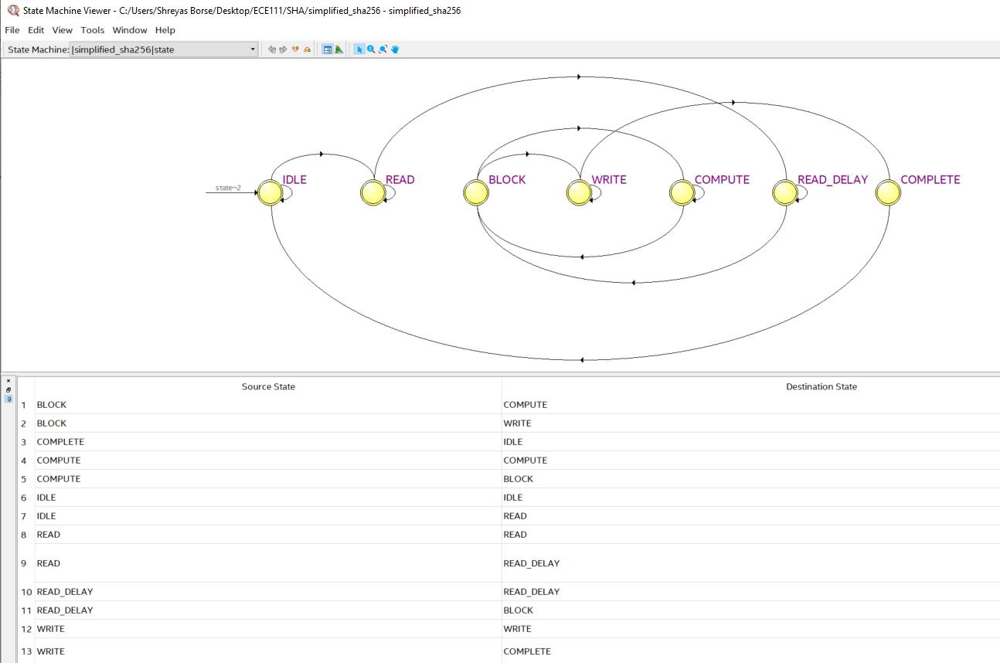 State Machine Viewer - C:/Users/Shreyas Borse/Desktop/ECE111/SHA/simplified_sha256 - simplified_sha256
File Edit View Tools Window Help
State Machine: |simplified_sha256|state
state~2
IDLE READ BLOCK WRITE COMPUTE READ_DELAY COMPLETE
Source State Destination State
1 BLOCK COMPUTE
2 BLOCK WRITE
3 COMPLETE IDLE
4 COMPUTE COMPUTE
5 COMPUTE BLOCK
6 IDLE IDLE
7 IDLE READ
8 READ READ
9 READ READ_DELAY
10 READ_DELAY READ_DELAY
11 READ_DELAY BLOCK
12 WRITE WRITE
13 WRITE COMPLETE